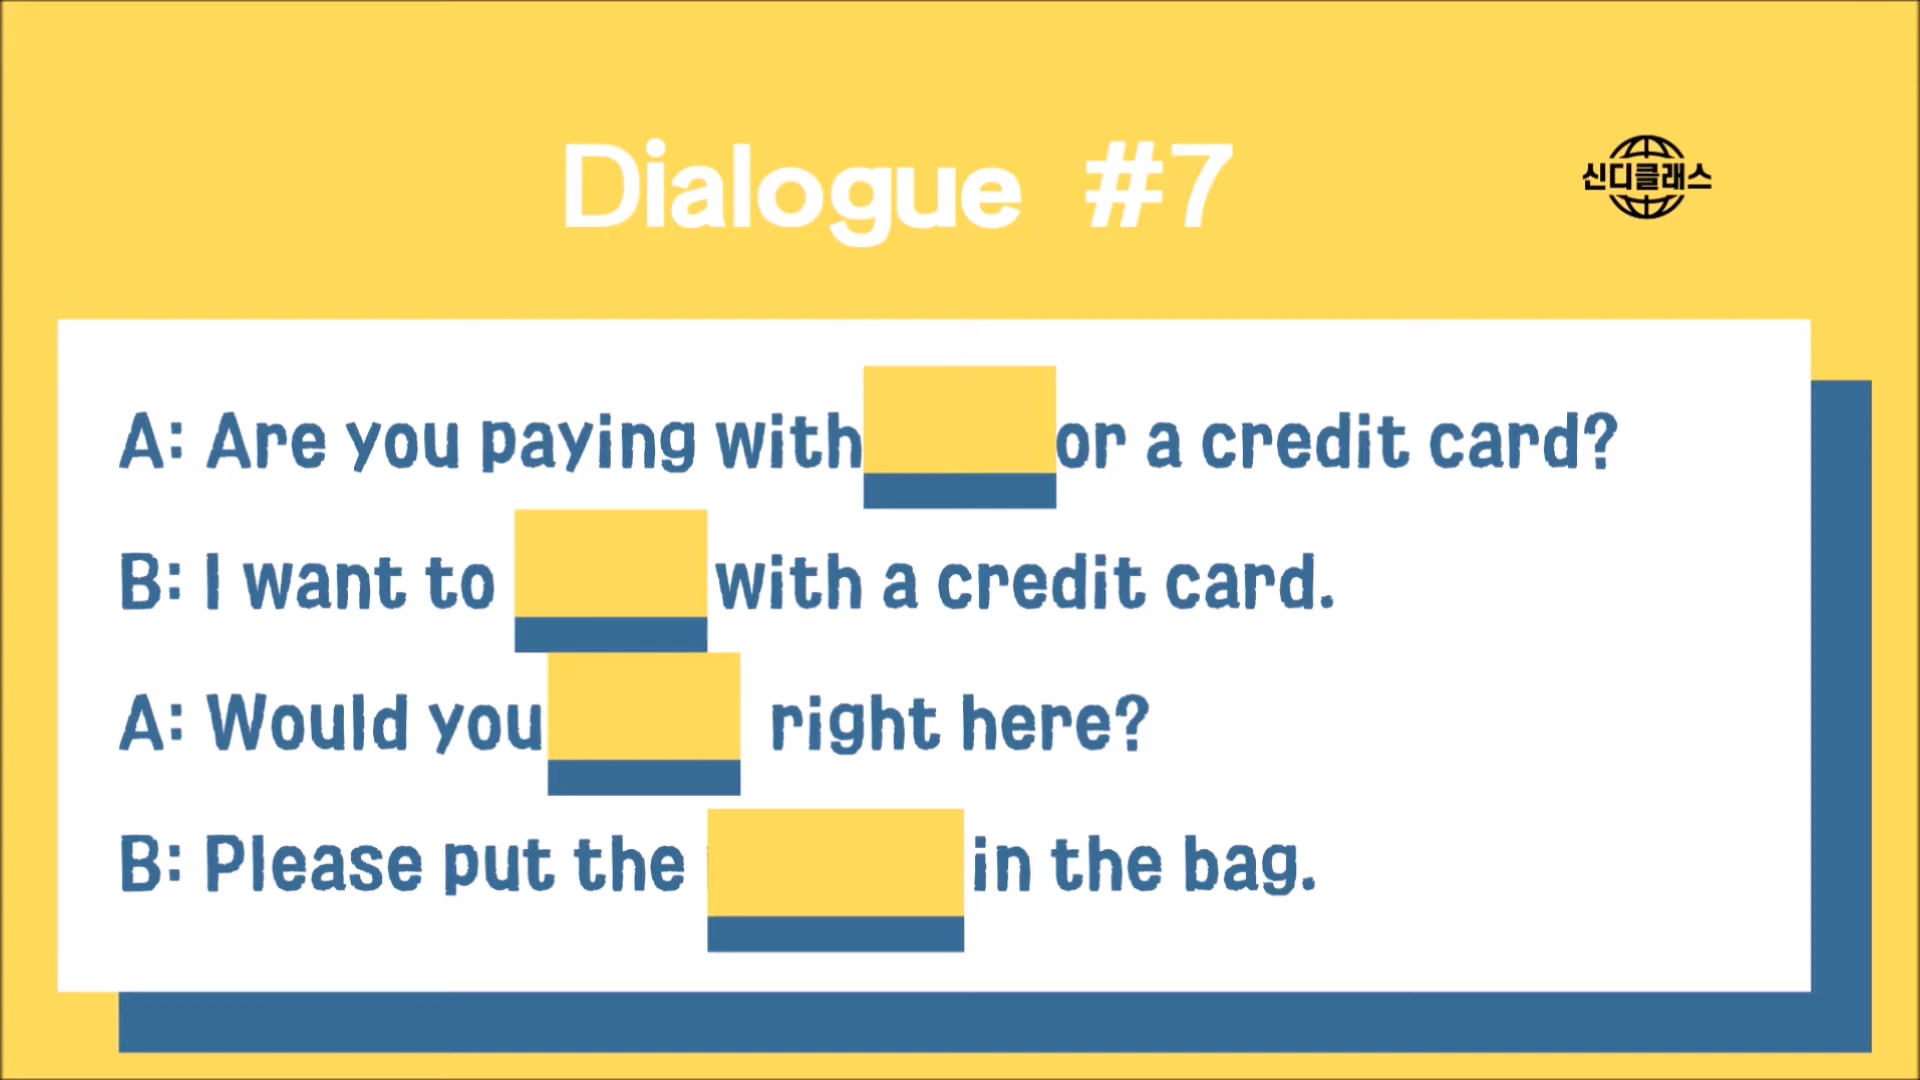 Dialogue #7
신디클래스
A: Are you paying with or a credit card?
B: I want to with a credit card.
A: Would you right here?
B: Please put the in the bag.